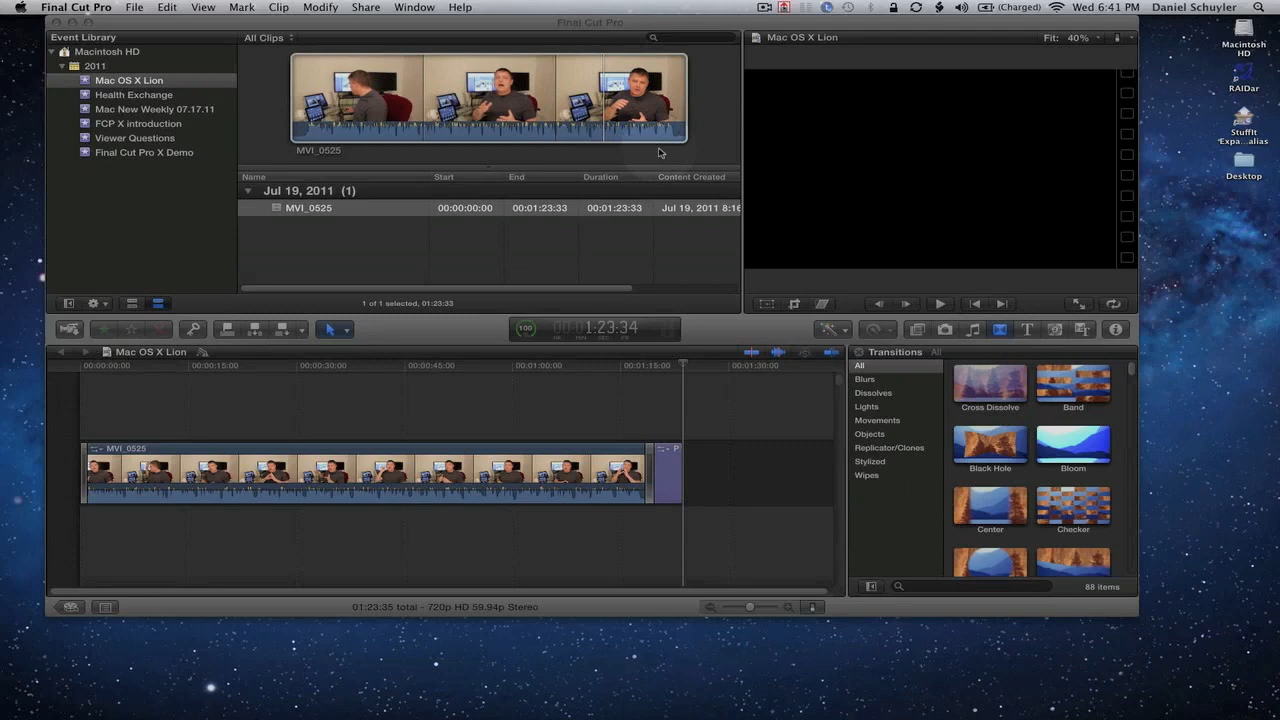 Final Cut Pro File Edit View Mark Clip Modify Share Window Help (Charged) Wed 6:41 PM Daniel Schuyler
Final Cut Pro
Event Library
All Clips
Mac OS X Lion
Fit: 40%
Macintosh HD
2011
Mac OS X Lion
Health Exchange
Mac New Weekly 07.17.11
FCP X introduction
Viewer Questions
Final Cut Pro X Demo
MVI_0525
Name Start End Duration Content Created
Jul 19, 2011 (1)
MVI_0525 00:00:00:00 00:01:23:33 00:01:23:33 Jul 19, 2011 8:16
1 of 1 selected, 01:23:33
Macintosh
HD
RAIDar
StuffIt
Expa...alias
Desktop
100
1:23:34
HR MIN SEC FR
Mac OS X Lion
00:00:00:00 00:00:15:00 00:00:30:00 00:00:45:00 00:01:00:00 00:01:15:00 00:01:30:00
MVI_0525
P
01:23:35 total - 720p HD 59.94p Stereo
Transitions All
All
Blurs
Dissolves
Lights
Movements
Objects
Replicator/Clones
Stylized
Wipes
Cross Dissolve
Band
Black Hole
Bloom
Center
Checker
88 items